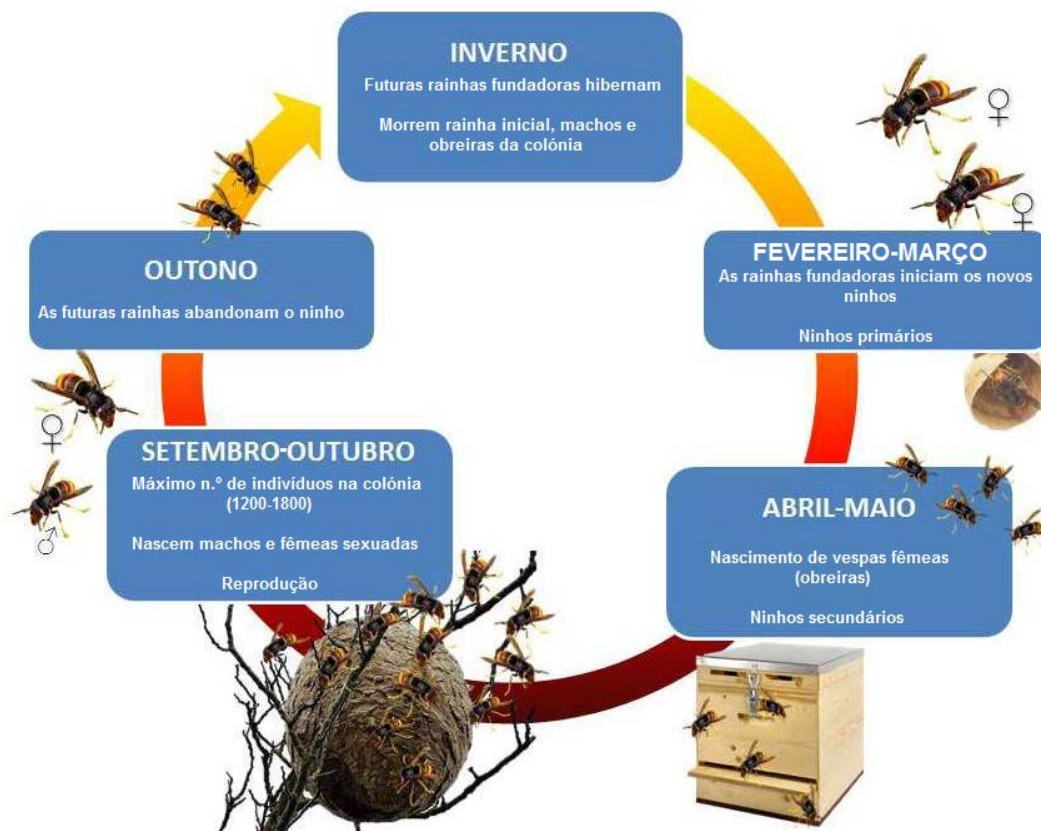 INVERNO
Futuras rainhas fundadoras hibernam
Morrem rainha inicial, machos e
obreiras da colónia
FEVEREIRO-MARÇO
As rainhas fundadoras iniciam os novos
ninhos
Ninhos primários
ABRIL-MAIO
Nascimento de vespas fêmeas
(obreiras)
Ninhos secundários
SETEMBRO-OUTUBRO
Máximo n.º de indivíduos na colónia
(1200-1800)
Nascem machos e fêmeas sexuadas
Reprodução
OUTONO
As futuras rainhas abandonam o ninho